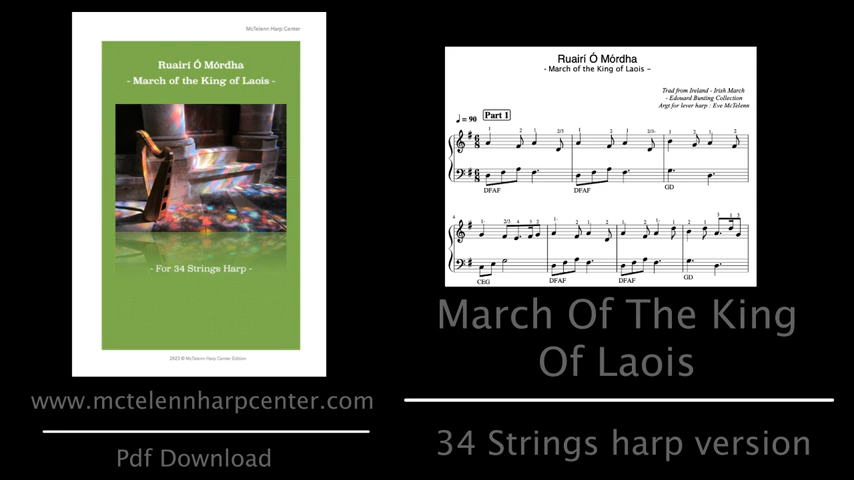 McTelenn Harp Center
Ruairí Ó Mórdha
- March of the King of Laois -
- For 34 Strings Harp -
2023 © McTelenn Harp Center Edition
www.mctelennharpcenter.com
Pdf Download
Ruairí Ó Mórdha
- March of the King of Laois -
Trad from Ireland - Irish March
- Edouard Bunting Collection
Argt for lever harp : Eve McTelenn
♩ = 90 Part 1
DFAF DFAF GD
CEG DFAF DFAF GD
March Of The King
Of Laois
34 Strings harp version